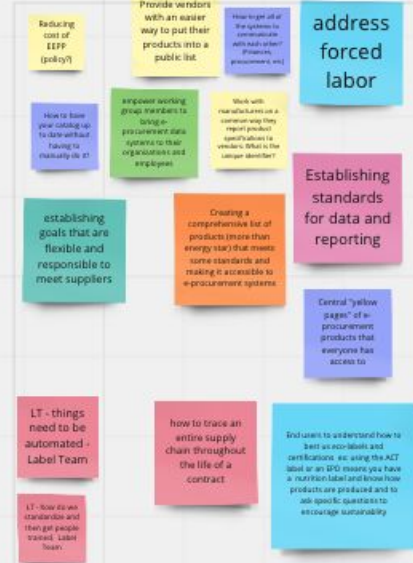 Reducing
cost of
EEPP
(policy?)
Provide vendors
with an easier
way to put their
products into a
public list
How to get all of
the systems to
communicate
with each other?
(Finances,
procurement, etc)
address
forced
labor
How to have
your catalog up
to date without
having to
manually do it?
empower working
group members to
bring e-
procurement data
systems to their
organizations and
employees
Work with
manufacturers on a
common way they
report product
specifications to
vendors. What is the
unique identifier?
Establishing
standards
for data and
reporting
establishing
goals that are
flexible and
responsible to
meet suppliers
Creating a
comprehensive list of
products (more than
energy star) that meets
some standards and
making it accessible to
e-procurement systems
Central "yellow
pages" of e-
procurement
products that
everyone has
access to
LT - things
need to be
automated -
Label Team
how to trace an
entire supply
chain throughout
the life of a
contract
End users to understand how to
best us eco-labels and
certifications ex: using the ACT
label or an EPD means you have
a nutrition label and know how
products are produced and to
ask specific questions to
encourage sustainability
LT - how do we
standardize and
then get people
trained. Label
Team